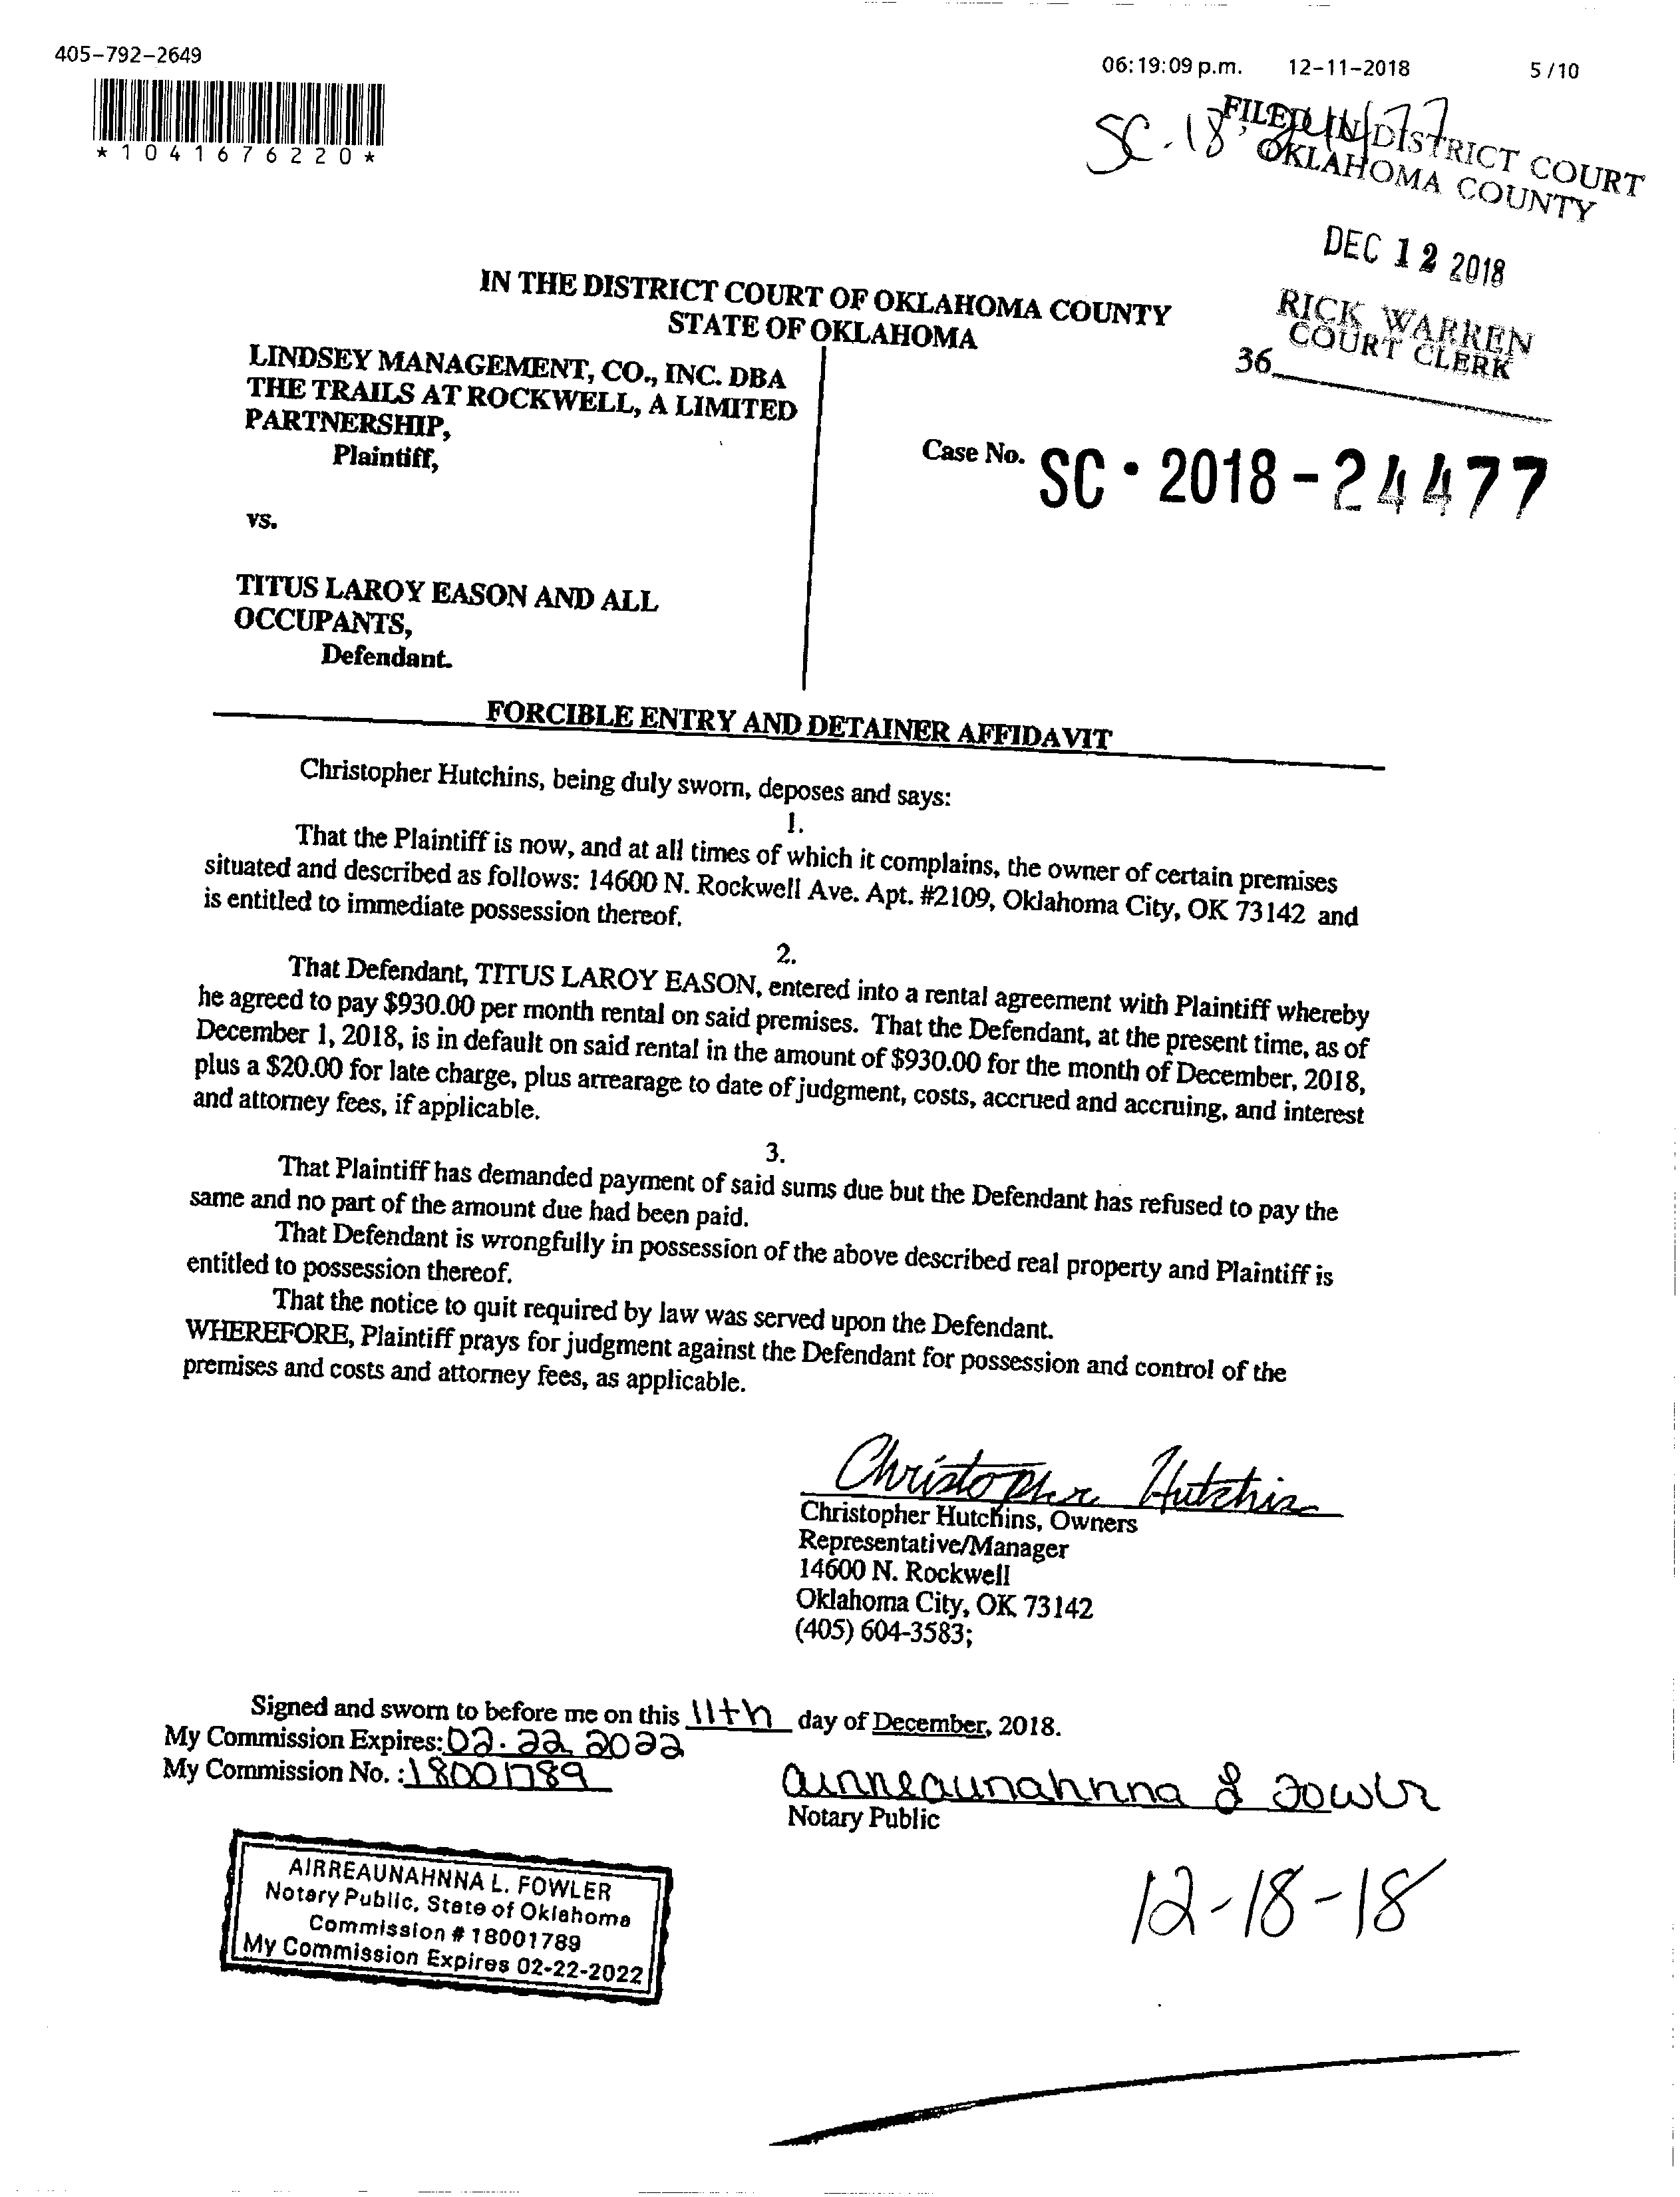 405-792-2649
06:19:09 p.m. 12-11-2018 5/10
*1041676220*
SC-18-24477
FILED IN DISTRICT COURT
OKLAHOMA COUNTY
DEC 12 2018
RICK WARREN
COURT CLERK
36
IN THE DISTRICT COURT OF OKLAHOMA COUNTY
STATE OF OKLAHOMA
LINDSEY MANAGEMENT, CO., INC. DBA
THE TRAILS AT ROCKWELL, A LIMITED
PARTNERSHIP,
Plaintiff,
Case No. SC • 2018 - 24477
vs.
TITUS LAROY EASON AND ALL
OCCUPANTS,
Defendant.
FORCIBLE ENTRY AND DETAINER AFFIDAVIT
Christopher Hutchins, being duly sworn, deposes and says:
1.
That the Plaintiff is now, and at all times of which it complains, the owner of certain premises
situated and described as follows: 14600 N. Rockwell Ave. Apt. #2109, Oklahoma City, OK 73142 and
is entitled to immediate possession thereof.
2.
That Defendant, TITUS LAROY EASON, entered into a rental agreement with Plaintiff whereby
he agreed to pay $930.00 per month rental on said premises. That the Defendant, at the present time, as of
December 1, 2018, is in default on said rental in the amount of $930.00 for the month of December, 2018,
plus a $20.00 for late charge, plus arrearage to date of judgment, costs, accrued and accruing, and interest
and attorney fees, if applicable.
3.
That Plaintiff has demanded payment of said sums due but the Defendant has refused to pay the
same and no part of the amount due had been paid.
That Defendant is wrongfully in possession of the above described real property and Plaintiff is
entitled to possession thereof.
That the notice to quit required by law was served upon the Defendant.
WHEREFORE, Plaintiff prays for judgment against the Defendant for possession and control of the
premises and costs and attorney fees, as applicable.
Christopher Hutchins
Christopher Hutchins, Owners
Representative/Manager
14600 N. Rockwell
Oklahoma City, OK 73142
(405) 604-3583;
Signed and sworn to before me on this 11th day of December, 2018.
My Commission Expires: 02.22.2022
My Commission No. : 18001789
Airreaunahnna L Fowler
Notary Public
AIRREAUNAHNNA L. FOWLER
Notary Public, State of Oklahoma
Commission # 18001789
My Commission Expires 02-22-2022
12-18-18